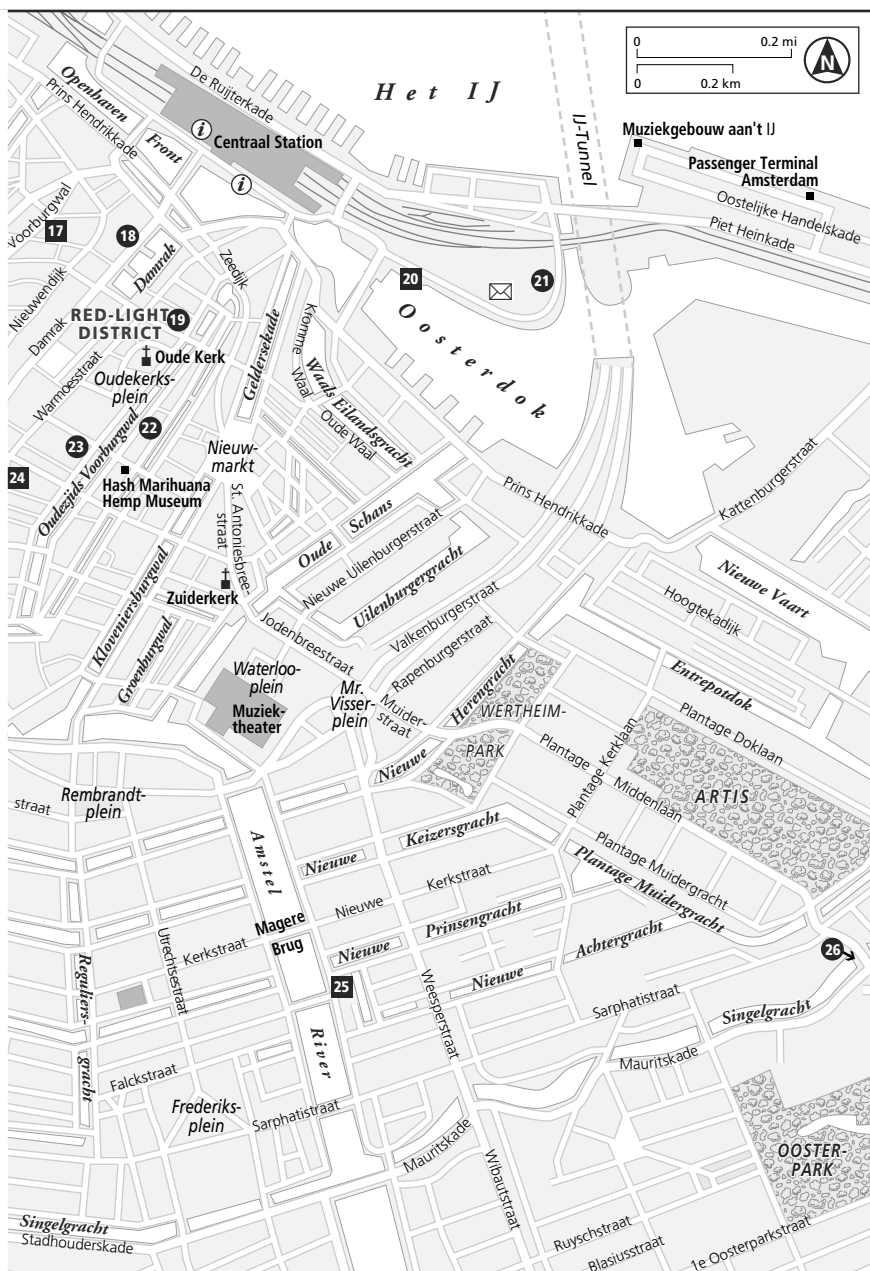 0 0.2 mi
0 0.2 km
N
Het IJ
De Ruijterkade
Openhaven
Front
Prins Hendrikkade
i
Centraal Station
i
IJ-Tunnel
Muziekgebouw aan't IJ
Passenger Terminal
Amsterdam
Oostelijke Handelskade
Piet Heinkade
Voorburgwal
17
18
Damrak
Zeedijk
20
21
Nieuwendijk
RED-LIGHT
DISTRICT
19
Damrak
Oude Kerk
Oudekerks-
plein
Warmoesstraat
Geldersekade
Kromme
Waal
Waals Eilandsgracht
Oude Waal
Oosterdok
22
23
24
Oudezijds Voorburgwal
Nieuw-
markt
Hash Marihuana
Hemp Museum
St. Antoniesbree-
straat
Prins Hendrikkade
Kattenburgerstraat
Oude Schans
Nieuwe Uilenburgerstraat
Uilenburgergracht
Zuiderkerk
Kloveniersburgwal
Groenburgwal
Jodenbreestraat
Valkenburgerstraat
Rapenburgerstraat
Nieuwe Vaart
Hoogtekadijk
Entrepotdok
Waterloo-
plein
Muziek-
theater
Mr.
Visser-
plein
Muider-
straat
Nieuwe Herengracht
WERTHEIM-
PARK
Plantage Doklaan
Plantage Kerklaan
Plantage Middenlaan
ARTIS
Rembrandt-
plein
straat
Amstel River
Nieuwe Keizersgracht
Plantage Muidergracht
Plantage Muidergracht
Nieuwe Kerkstraat
Magere
Brug
Kerkstraat
Utrechtsestraat
Reguliers-
gracht
Nieuwe Prinsengracht
Nieuwe Achtergracht
25
26
Weesperstraat
Sarphatistraat
Singelgracht
Mauritskade
Falckstraat
Frederiks-
plein
Sarphatistraat
Mauritskade
Wibautstraat
OOSTER-
PARK
Singelgracht
Stadhouderskade
Ruyschstraat
Blasiusstraat
1e Oosterparkstraat